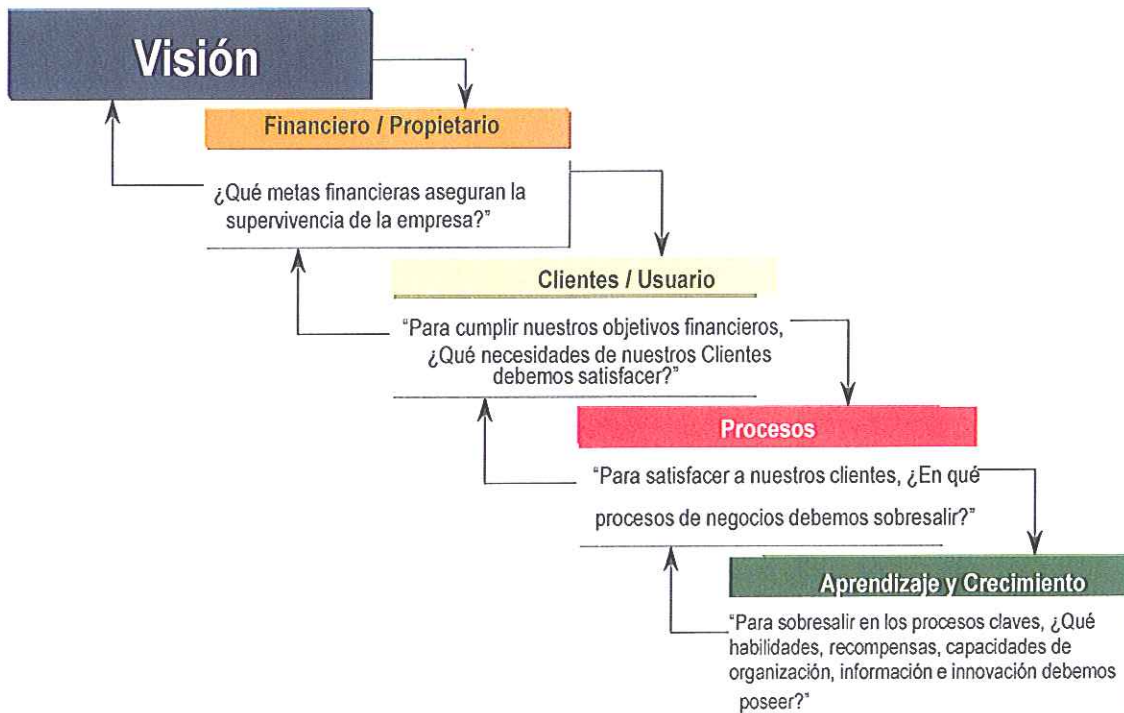 Visión
Financiero / Propietario
¿Qué metas financieras aseguran la
supervivencia de la empresa?”
Clientes / Usuario
“Para cumplir nuestros objetivos financieros,
¿Qué necesidades de nuestros Clientes
debemos satisfacer?”
Procesos
“Para satisfacer a nuestros clientes, ¿En qué
procesos de negocios debemos sobresalir?”
Aprendizaje y Crecimiento
“Para sobresalir en los procesos claves, ¿Qué
habilidades, recompensas, capacidades de
organización, información e innovación debemos
poseer?”